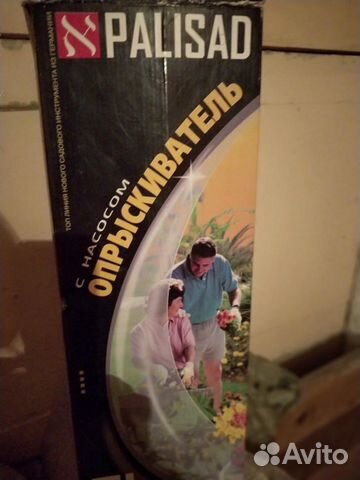 PALISAD
ТОП ЛИНИЯ НОВОГО САДОВОГО ИНСТРУМЕНТА ИЗ ГЕРМАНИИ
С НАСОСОМ
ОПРЫСКИВАТЕЛЬ
Avito